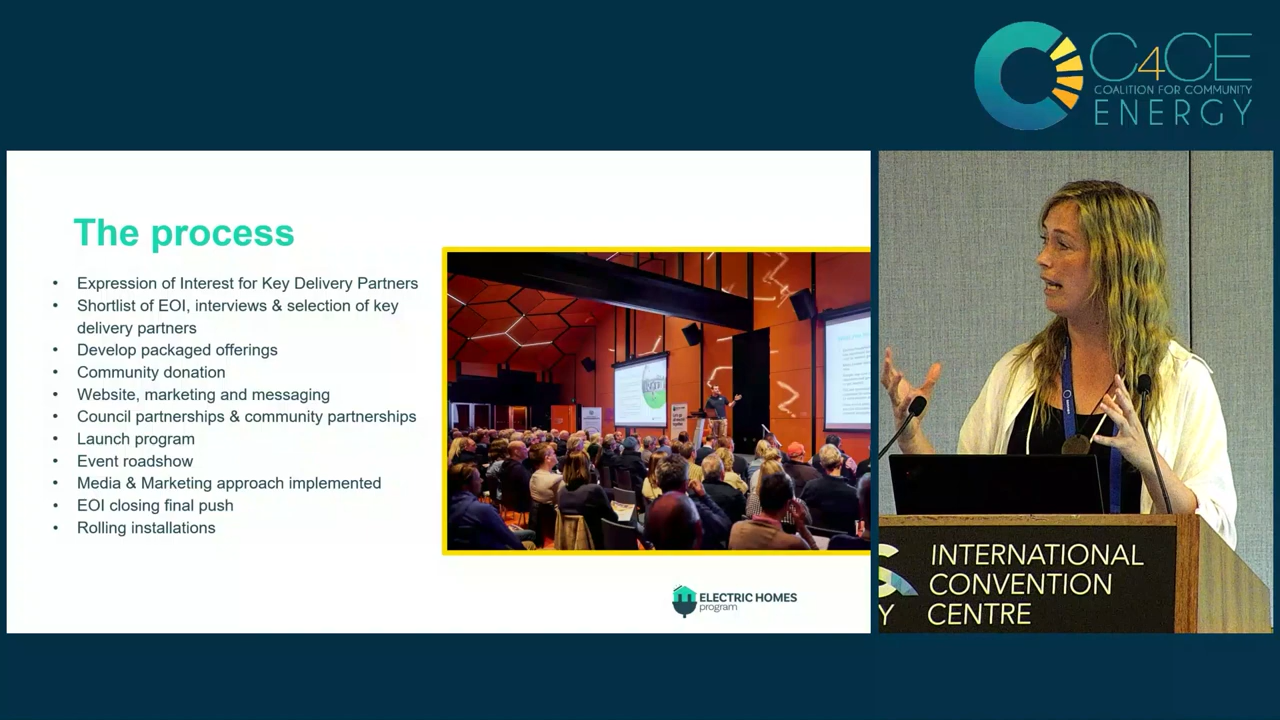 C4CE
COALITION FOR COMMUNITY
ENERGY
The process
• Expression of Interest for Key Delivery Partners
• Shortlist of EOI, interviews & selection of key
delivery partners
• Develop packaged offerings
• Community donation
• Website, marketing and messaging
• Council partnerships & community partnerships
• Launch program
• Event roadshow
• Media & Marketing approach implemented
• EOI closing final push
• Rolling installations
ELECTRIC HOMES
program
INTERNATIONAL
CONVENTION
CENTRE